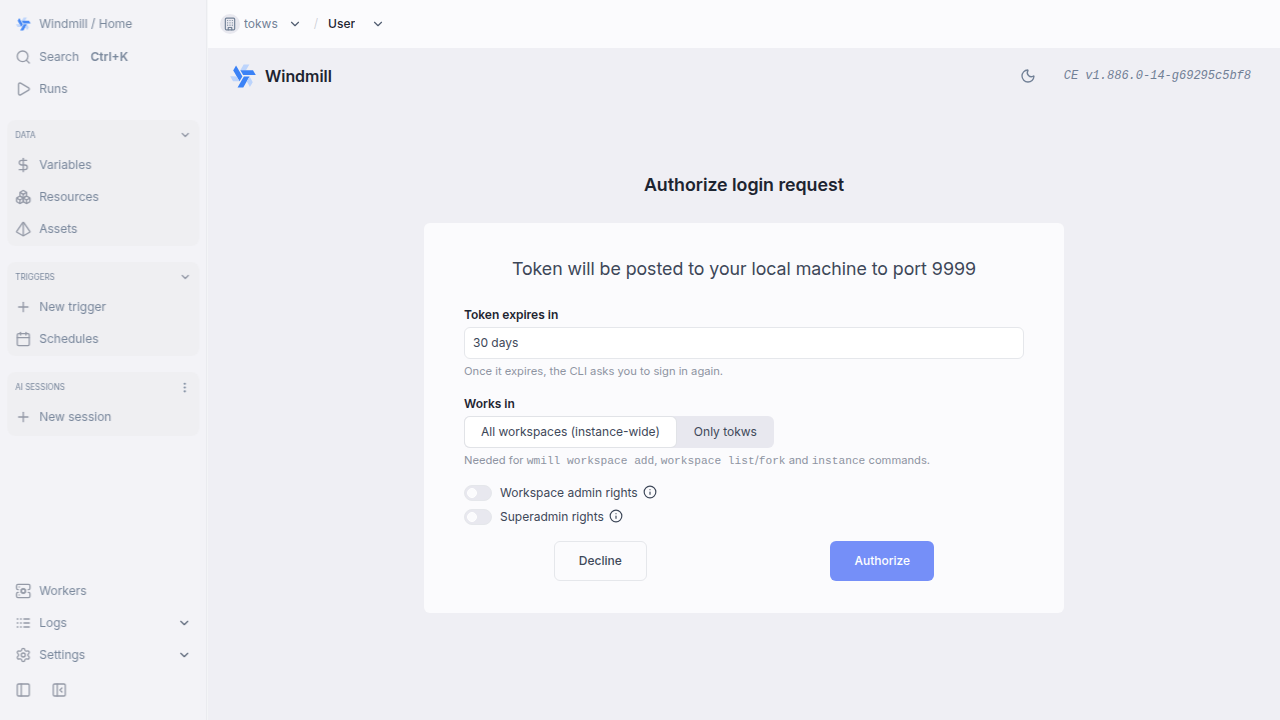 Windmill / Home
Search Ctrl+K
Runs
DATA
Variables
Resources
Assets
TRIGGERS
New trigger
Schedules
AI SESSIONS
New session
Workers
Logs
Settings
tokws / User
Windmill
CE v1.886.0-14-g69295c5bf8
Authorize login request
Token will be posted to your local machine to port 9999
Token expires in
30 days
Once it expires, the CLI asks you to sign in again.
Works in
All workspaces (instance-wide) Only tokws
Needed for wmill workspace add, workspace list/fork and instance commands.
Workspace admin rights
Superadmin rights
Decline Authorize